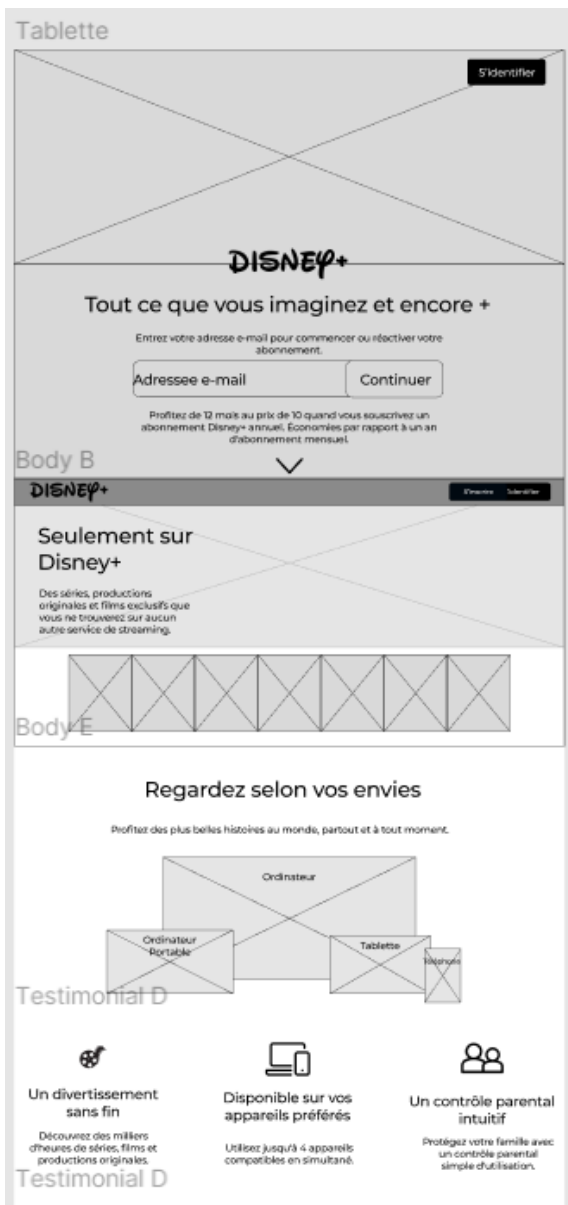 Tablette
S'identifier
DISNEY+
Tout ce que vous imaginez et encore +
Entrez votre adresse e-mail pour commencer ou réactiver votre
abonnement.
Adressee e-mail
Continuer
Profitez de 12 mois au prix de 10 quand vous souscrivez un
abonnement Disney+ annuel. Économies par rapport à un an
d'abonnement mensuel.
Body B
DISNEY+
S'inscrire
Seulement sur
Disney+
Des séries, productions
originales et films exclusifs que
vous ne trouverez sur aucun
autre service de streaming.
Body E
Regardez selon vos envies
Profitez des plus belles histoires au monde, partout et à tout moment.
Ordinateur
Ordinateur
Portable
Tablette
Téléphone
Testimonial D
Un divertissement
sans fin
Découvrez des milliers
d'heures de séries, films et
productions originales.
Disponible sur vos
appareils préférés
Utilisez jusqu'à 4 appareils
compatibles en simultané.
Un contrôle parental
intuitif
Protégez votre famille avec
un contrôle parental
simple d'utilisation.
Testimonial D